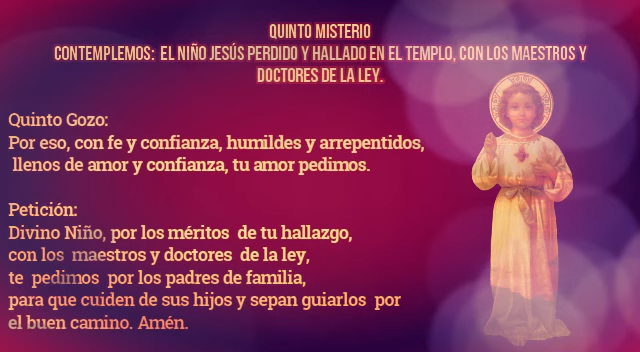 QUINTO MISTERIO
CONTEMPLEMOS: EL NIÑO JESÚS PERDIDO Y HALLADO EN EL TEMPLO, CON LOS MAESTROS Y
DOCTORES DE LA LEY.
Quinto Gozo:
Por eso, con fe y confianza, humildes y arrepentidos,
llenos de amor y confianza, tu amor pedimos.
Petición:
Divino Niño, por los méritos de tu hallazgo,
con los maestros y doctores de la ley,
te pedimos por los padres de familia,
para que cuiden de sus hijos y sepan guiarlos por
el buen camino. Amén.